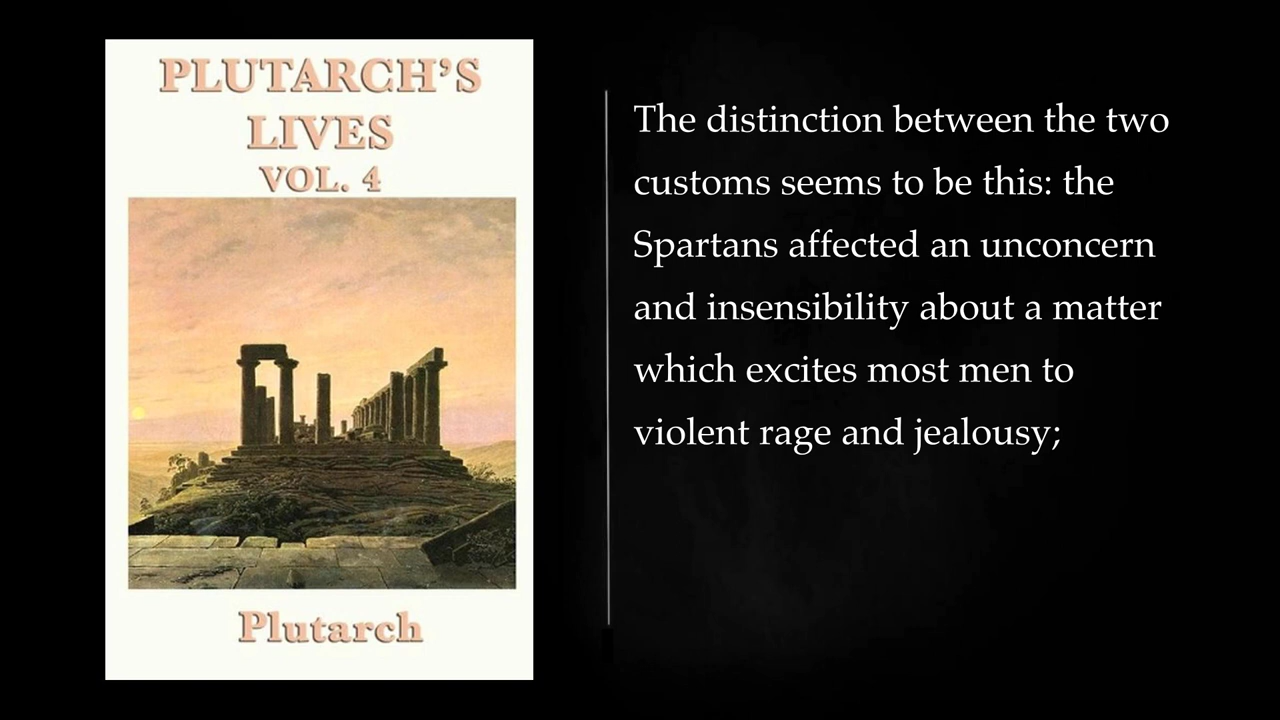 PLUTARCH'S
LIVES
VOL. 4
Plutarch
The distinction between the two
customs seems to be this: the
Spartans affected an unconcern
and insensibility about a matter
which excites most men to
violent rage and jealousy;